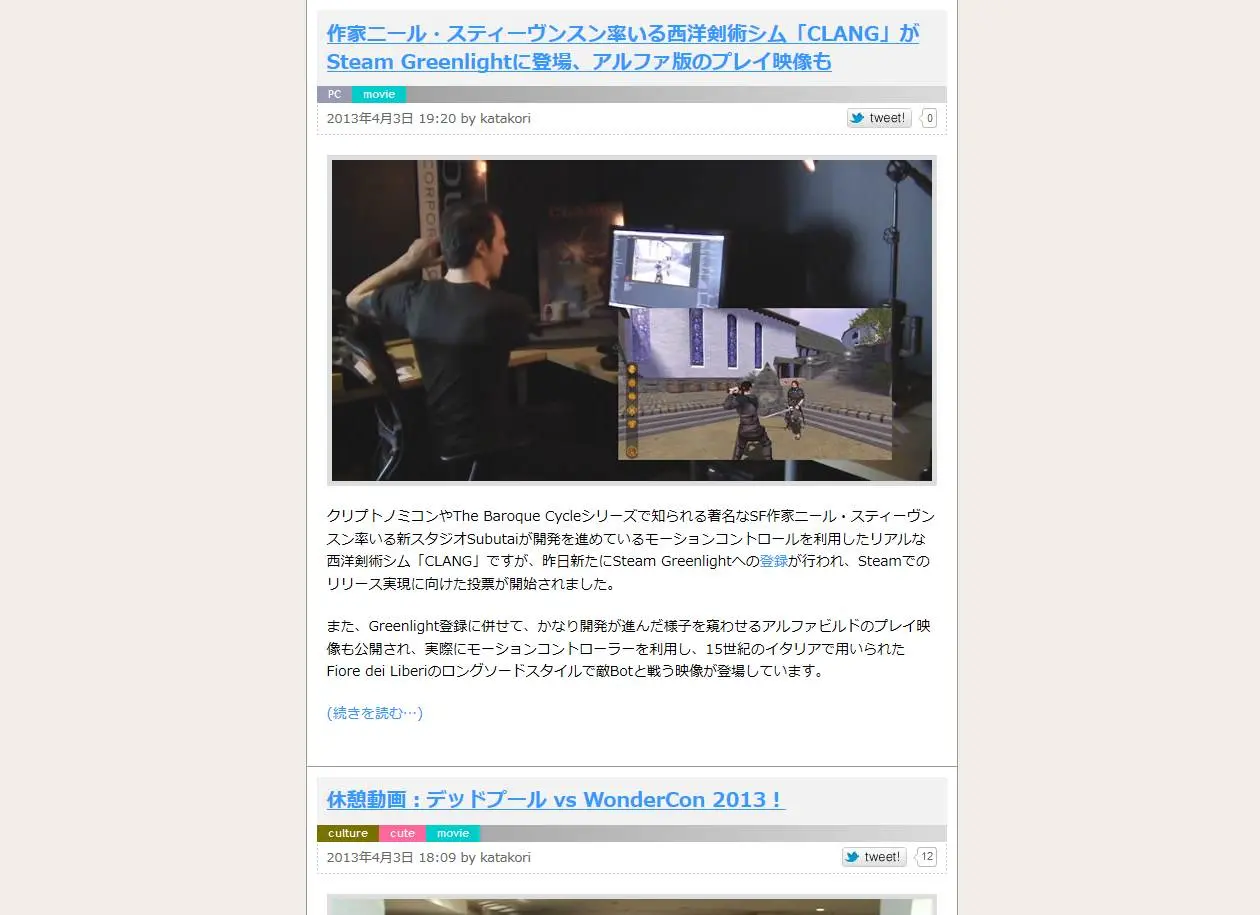 作家ニール・スティーヴンスン率いる西洋剣術シム「CLANG」が
Steam Greenlightに登場、アルファ版のプレイ映像も
PC movie
2013年4月3日 19:20 by katakori
tweet! 0
クリプトノミコンやThe Baroque Cycleシリーズで知られる著名なSF作家ニール・スティーヴン
スン率いる新スタジオSubutaiが開発を進めているモーションコントロールを利用したリアルな
西洋剣術シム「CLANG」ですが、昨日新たにSteam Greenlightへの登録が行われ、Steamでの
リリース実現に向けた投票が開始されました。
また、Greenlight登録に併せて、かなり開発が進んだ様子を窺わせるアルファビルドのプレイ映
像も公開され、実際にモーションコントローラーを利用し、15世紀のイタリアで用いられた
Fiore dei Liberiのロングソードスタイルで敵Botと戦う映像が登場しています。
(続きを読む…)
休憩動画：デッドプール vs WonderCon 2013！
culture cute movie
2013年4月3日 18:09 by katakori
tweet! 12